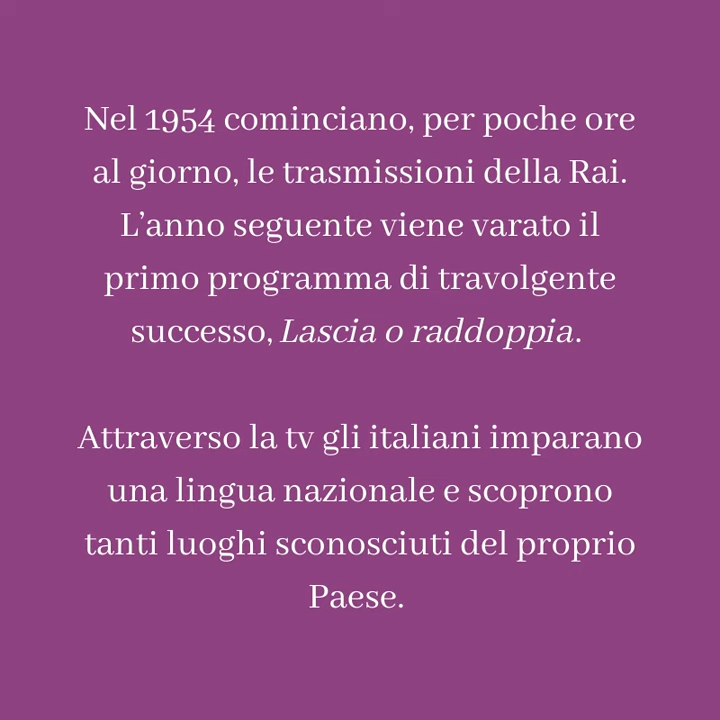 Nel 1954 cominciano, per poche ore
al giorno, le trasmissioni della Rai.
L’anno seguente viene varato il
primo programma di travolgente
successo, Lascia o raddoppia.
Attraverso la tv gli italiani imparano
una lingua nazionale e scoprono
tanti luoghi sconosciuti del proprio
Paese.